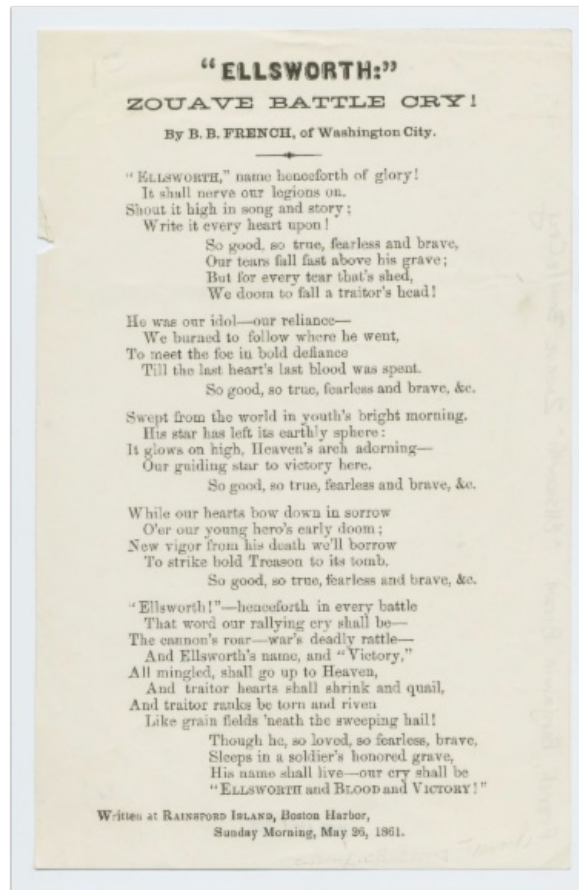 “ELLSWORTH:”
ZOUAVE BATTLE CRY!
By B. B. FRENCH, of Washington City.
“ELLSWORTH,” name henceforth of glory!
It shall nerve our legions on.
Shout it high in song and story;
Write it every heart upon!
So good, so true, fearless and brave,
Our tears fall fast above his grave;
But for every tear that’s shed,
We doom to fall a traitor’s head!
He was our idol—our reliance—
We burned to follow where he went,
To meet the foe in bold defiance
Till the last heart’s last blood was spent.
So good, so true, fearless and brave, &c.
Swept from the world in youth’s bright morning.
His star has left its earthly sphere:
It glows on high, Heaven’s arch adorning—
Our guiding star to victory here.
So good, so true, fearless and brave, &c.
While our hearts bow down in sorrow
O’er our young hero’s early doom;
New vigor from his death we’ll borrow
To strike bold Treason to its tomb.
So good, so true, fearless and brave, &c.
“Ellsworth!”—henceforth in every battle
That word our rallying cry shall be—
The cannon’s roar—war’s deadly rattle—
And Ellsworth’s name, and “Victory,”
All mingled, shall go up to Heaven,
And traitor hearts shall shrink and quail,
And traitor ranks be torn and riven
Like grain fields ’neath the sweeping hail!
Though he, so loved, so fearless, brave,
Sleeps in a soldier’s honored grave,
His name shall live—our cry shall be
“ELLSWORTH and BLOOD and VICTORY!”
Written at RAINSFORD ISLAND, Boston Harbor,
Sunday Morning, May 26, 1861.